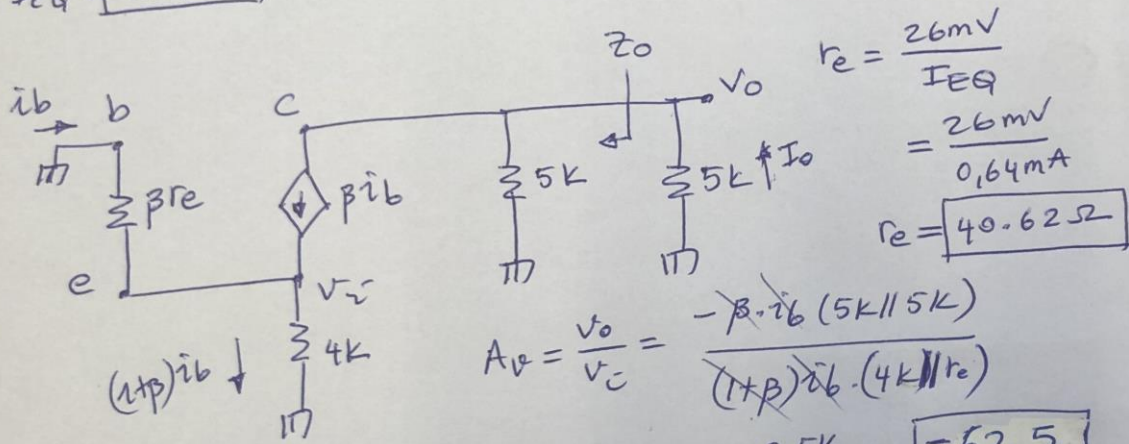 Zo
re = 26mV / IEQ
ib b
C
Vo
= 26mV / 0,64mA
5K
5K Io
βre
βib
re = 40.62Ω
e
vi
Av = vo / vi = -β.ib (5K//5K) / (1+β)ib.(4K//re)
(1+β)ib
4K